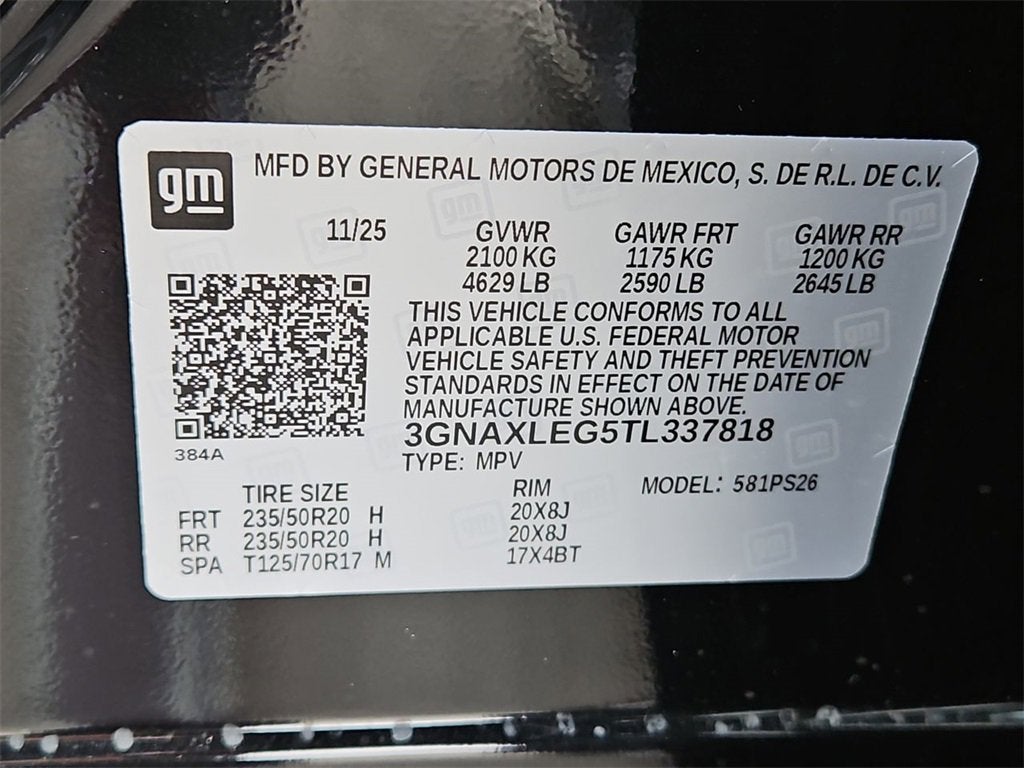 gm
MFD BY GENERAL MOTORS DE MEXICO, S. DE R.L. DE C.V.
11/25 GVWR GAWR FRT GAWR RR
2100 KG 1175 KG 1200 KG
4629 LB 2590 LB 2645 LB
THIS VEHICLE CONFORMS TO ALL
APPLICABLE U.S. FEDERAL MOTOR
VEHICLE SAFETY AND THEFT PREVENTION
STANDARDS IN EFFECT ON THE DATE OF
MANUFACTURE SHOWN ABOVE.
3GNAXLEG5TL337818
384A
TYPE: MPV
TIRE SIZE RIM MODEL: 581PS26
FRT 235/50R20 H 20X8J
RR 235/50R20 H 20X8J
SPA T125/70R17 M 17X4BT